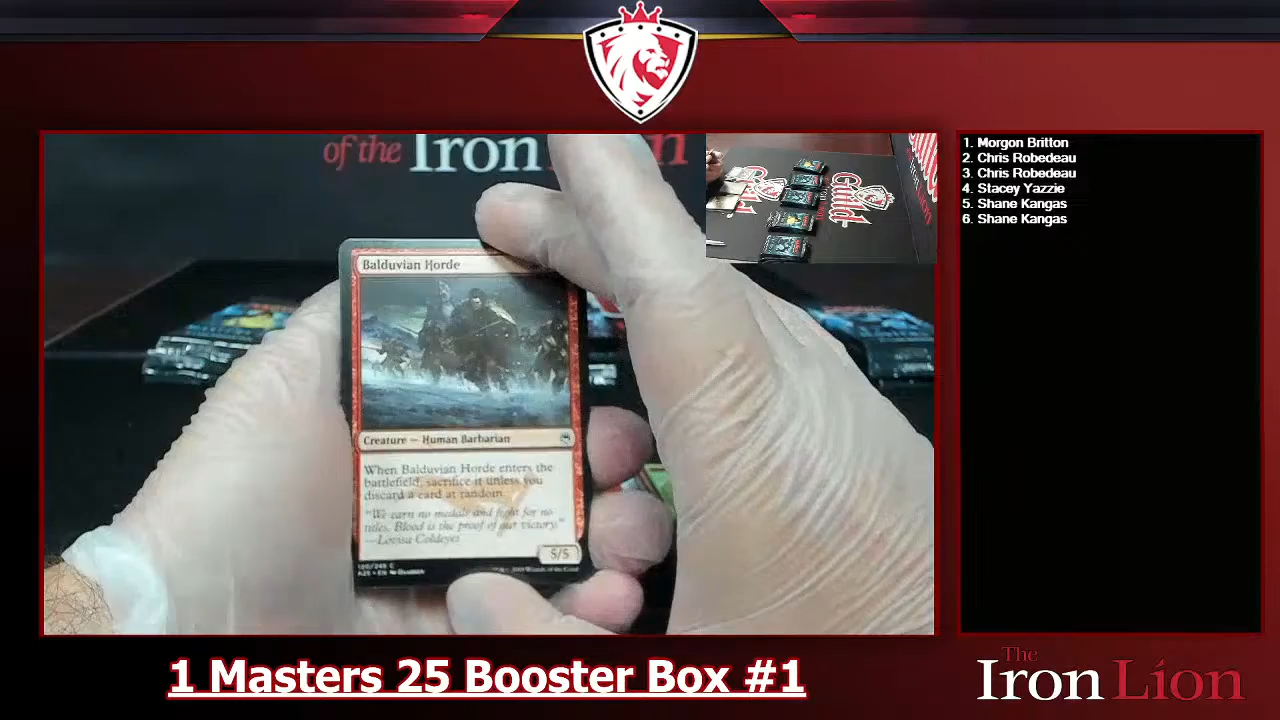 of the Iron Lion
Guild
Balduvian Horde
Creature — Human Barbarian
When Balduvian Horde enters the
battlefield, sacrifice it unless you
discard a card at random.
"We earn no medals and fight for no
titles. Blood is the proof of our victory."
—Lovisa Coldeyes
5/5
A25 • EN
1. Morgon Britton
2. Chris Robedeau
3. Chris Robedeau
4. Stacey Yazzie
5. Shane Kangas
6. Shane Kangas
1 Masters 25 Booster Box #1
The
Iron Lion